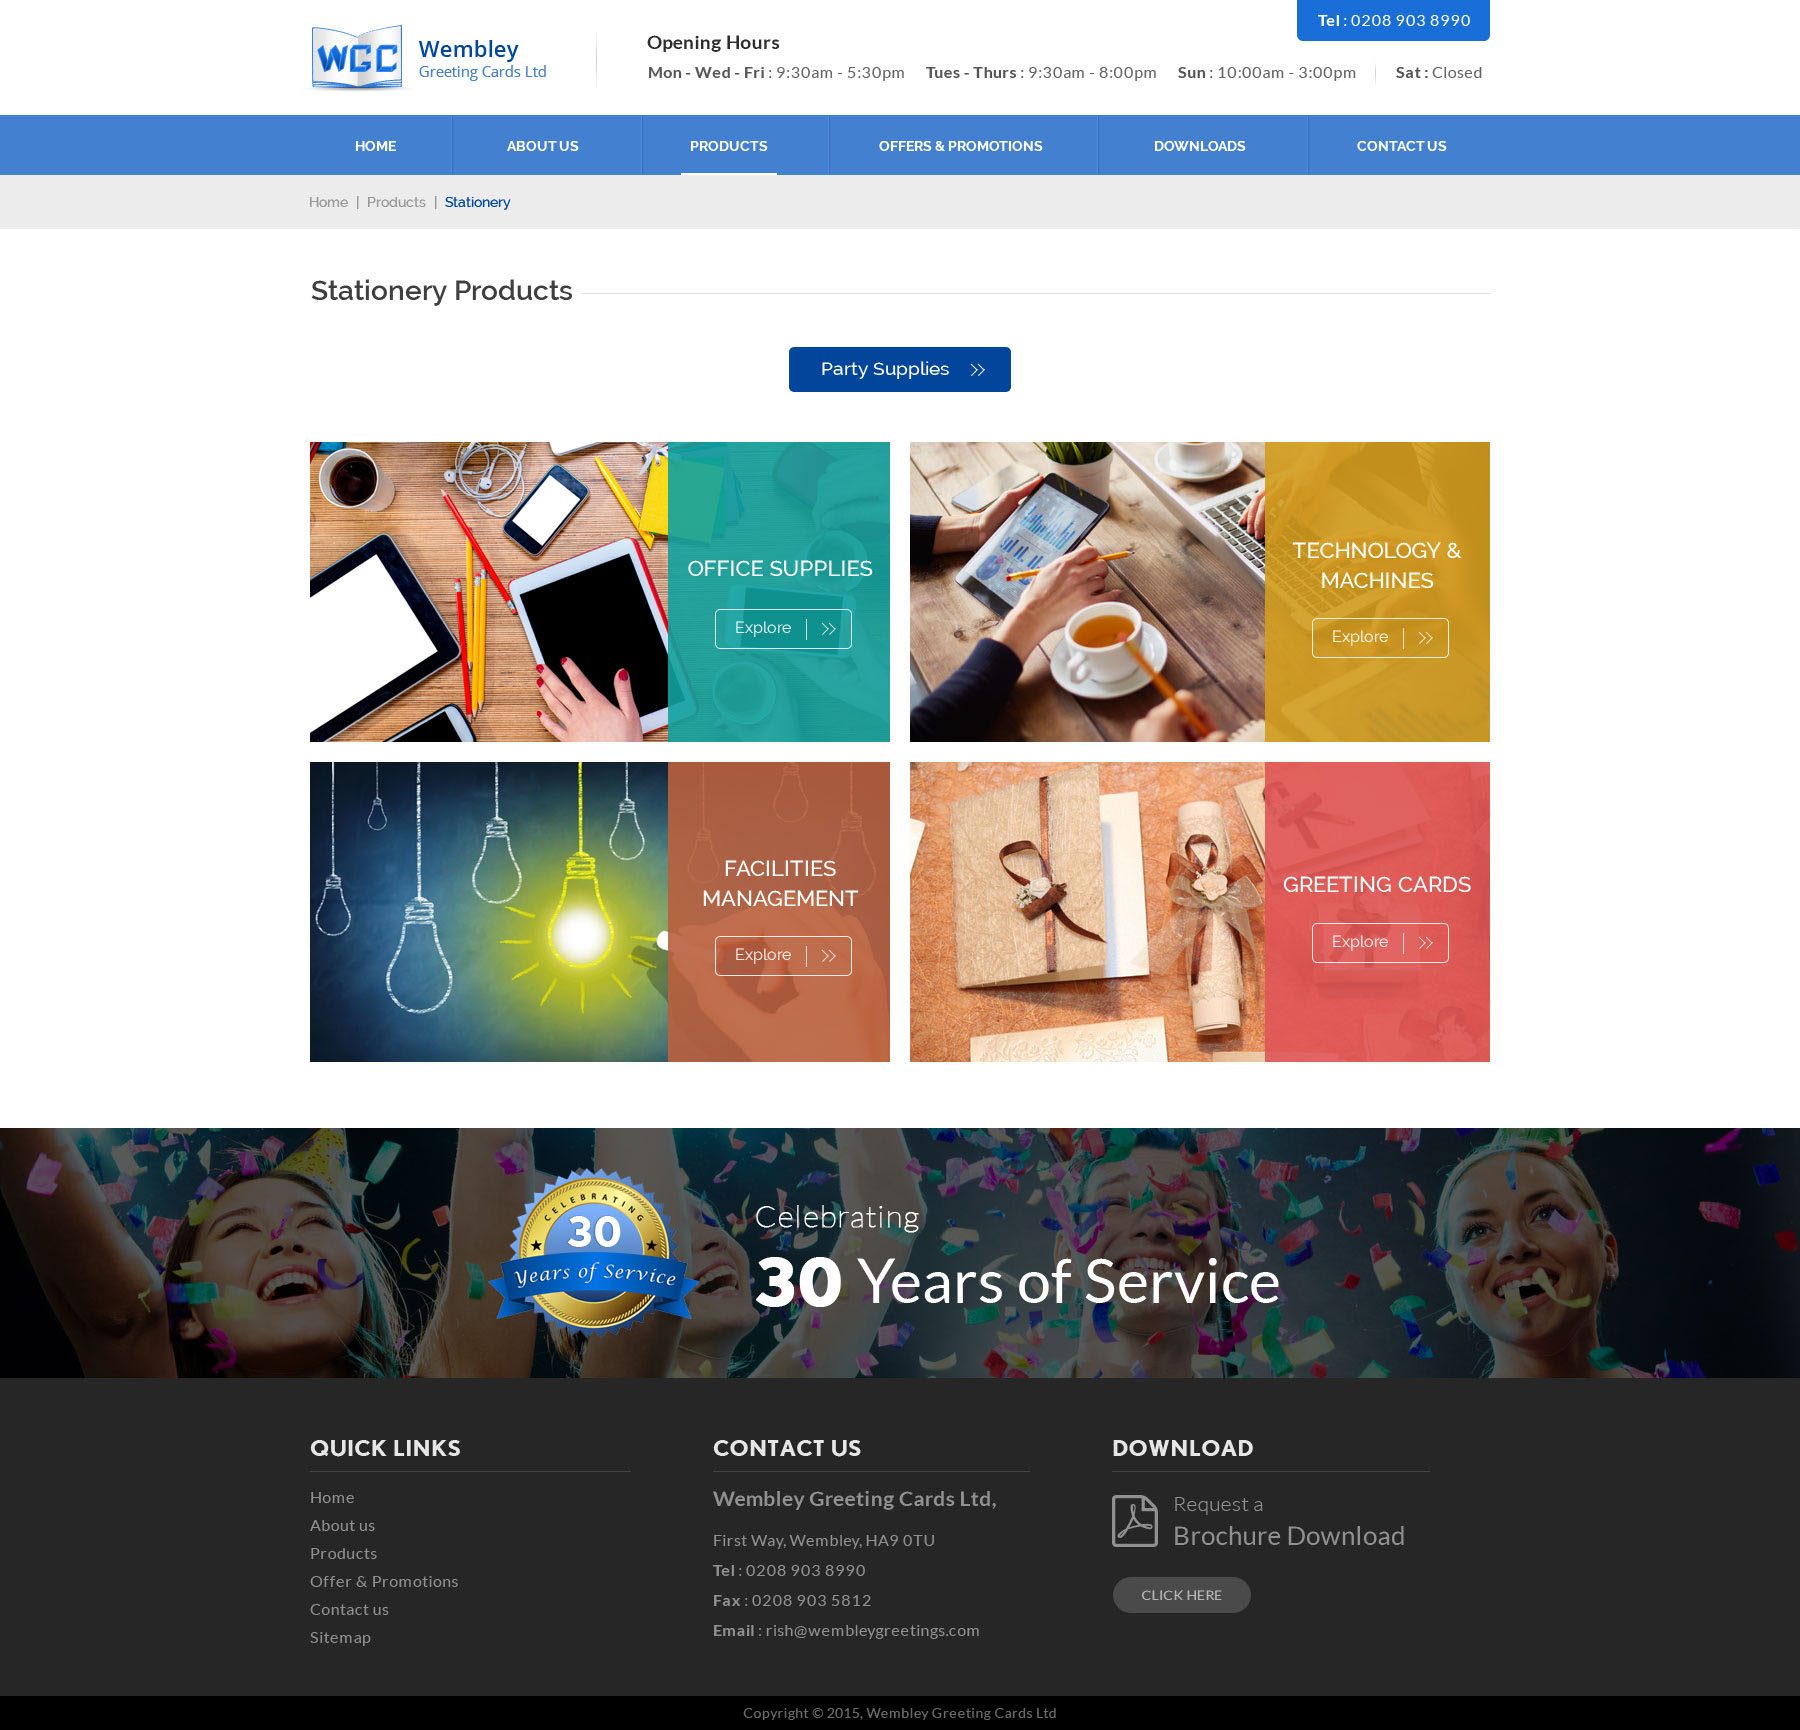 Tel : 0208 903 8990
WGC
Wembley
Greeting Cards Ltd
Opening Hours
Mon - Wed - Fri : 9:30am - 5:30pm Tues - Thurs : 9:30am - 8:00pm Sun : 10:00am - 3:00pm Sat : Closed
HOME ABOUT US PRODUCTS OFFERS & PROMOTIONS DOWNLOADS CONTACT US
Home | Products | Stationery
Stationery Products
Party Supplies
OFFICE SUPPLIES
Explore
TECHNOLOGY &
MACHINES
Explore
FACILITIES
MANAGEMENT
Explore
GREETING CARDS
Explore
CELEBRATING
30
Years of Service
Celebrating
30 Years of Service
QUICK LINKS
Home
About us
Products
Offer & Promotions
Contact us
Sitemap
CONTACT US
Wembley Greeting Cards Ltd,
First Way, Wembley, HA9 0TU
Tel : 0208 903 8990
Fax : 0208 903 5812
Email : rish@wembleygreetings.com
DOWNLOAD
Request a
Brochure Download
CLICK HERE
Copyright © 2015, Wembley Greeting Cards Ltd